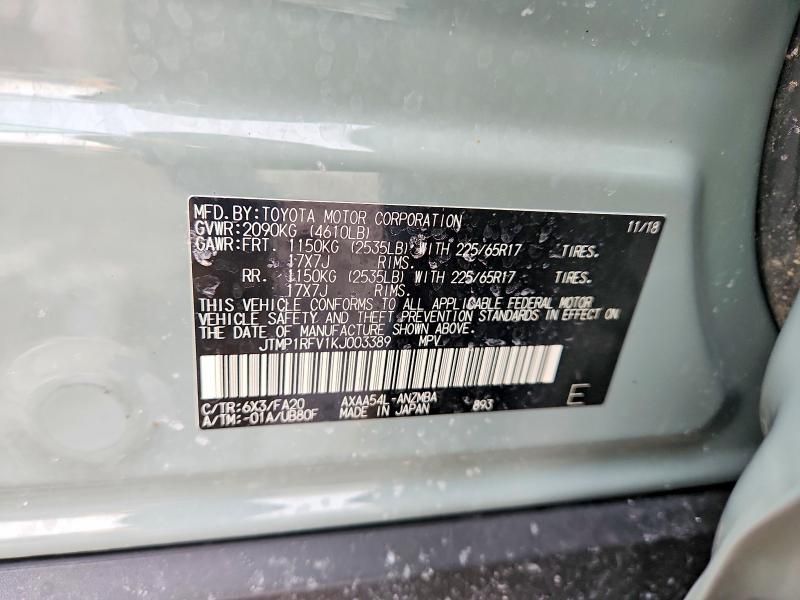 MFD. BY: TOYOTA MOTOR CORPORATION 11/18
GVWR: 2090KG (4610LB)
GAWR: FRT. 1150KG (2535LB) WITH 225/65R17 TIRES.
17X7J RIMS.
RR. 1150KG (2535LB) WITH 225/65R17 TIRES.
17X7J RIMS.
THIS VEHICLE CONFORMS TO ALL APPLICABLE FEDERAL MOTOR
VEHICLE SAFETY AND THEFT PREVENTION STANDARDS IN EFFECT ON
THE DATE OF MANUFACTURE SHOWN ABOVE.
JTMP1RFV1KJ003389 MPV
C/TR: 6X3/FA20 AXAA54L-ANZMBA
A/TM: -01A/UB80F MADE IN JAPAN 893 E